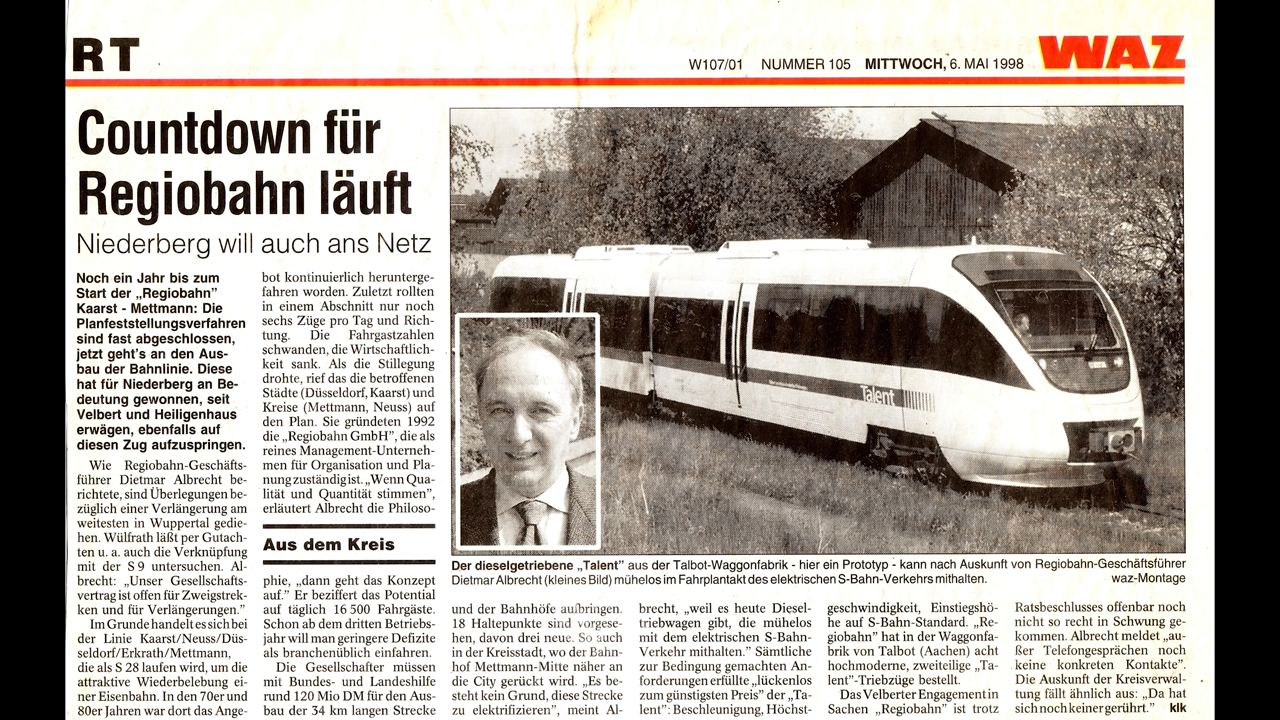 RT
W107/01 NUMMER 105 MITTWOCH, 6. MAI 1998 WAZ
Countdown für
Regiobahn läuft
Niederberg will auch ans Netz
Noch ein Jahr bis zum
Start der „Regiobahn”
Kaarst - Mettmann: Die
Planfeststellungsverfahren
sind fast abgeschlossen,
jetzt geht's an den Aus-
bau der Bahnlinie. Diese
hat für Niederberg an Be-
deutung gewonnen, seit
Velbert und Heiligenhaus
erwägen, ebenfalls auf
diesen Zug aufzuspringen.
Wie Regiobahn-Geschäfts-
führer Dietmar Albrecht be-
richtete, sind Überlegungen be-
züglich einer Verlängerung am
weitesten in Wuppertal gedie-
hen. Wülfrath läßt per Gutach-
ten u. a. auch die Verknüpfung
mit der S 9 untersuchen. Al-
brecht: „Unser Gesellschafts-
vertrag ist offen für Zweigstrek-
ken und für Verlängerungen.”
Im Grunde handelt es sich bei
der Linie Kaarst/Neuss/Düs-
seldorf/Erkrath/Mettmann,
die als S 28 laufen wird, um die
attraktive Wiederbelebung ei-
ner Eisenbahn. In den 70er und
80er Jahren war dort das Ange-
bot kontinuierlich herunterge-
fahren worden. Zuletzt rollten
in einem Abschnitt nur noch
sechs Züge pro Tag und Rich-
tung. Die Fahrgastzahlen
schwanden, die Wirtschaftlich-
keit sank. Als die Stillegung
drohte, rief das die betroffenen
Städte (Düsseldorf, Kaarst) und
Kreise (Mettmann, Neuss) auf
den Plan. Sie gründeten 1992
die „Regiobahn GmbH”, die als
reines Management-Unterneh-
men für Organisation und Pla-
nung zuständig ist. „Wenn Qua-
lität und Quantität stimmen”,
erläutert Albrecht die Philoso-
Aus dem Kreis
phie, „dann geht das Konzept
auf.” Er beziffert das Potential
auf täglich 16 500 Fahrgäste.
Schon ab dem dritten Betriebs-
jahr will man geringere Defizite
als branchenüblich einfahren.
Die Gesellschafter müssen
mit Bundes- und Landeshilfe
rund 120 Mio DM für den Aus-
bau der 34 km langen Strecke
Talent
Der dieselgetriebene „Talent” aus der Talbot-Waggonfabrik - hier ein Prototyp - kann nach Auskunft von Regiobahn-Geschäftsführer
Dietmar Albrecht (kleines Bild) mühelos im Fahrplantakt des elektrischen S-Bahn-Verkehrs mithalten. waz-Montage
und der Bahnhöfe aufbringen.
18 Haltepunkte sind vorgese-
hen, davon drei neue. So auch
in der Kreisstadt, wo der Bahn-
hof Mettmann-Mitte näher an
die City gerückt wird. „Es be-
steht kein Grund, diese Strecke
zu elektrifizieren”, meint Al-
brecht, „weil es heute Diesel-
triebwagen gibt, die mühelos
mit dem elektrischen S-Bahn-
Verkehr mithalten.” Sämtliche
zur Bedingung gemachten An-
forderungen erfüllte „lückenlos
zum günstigsten Preis” der „Ta-
lent”: Beschleunigung, Höchst-
geschwindigkeit, Einstiegshö-
he auf S-Bahn-Standard. „Re-
giobahn” hat in der Waggonfa-
brik von Talbot (Aachen) acht
hochmoderne, zweiteilige „Ta-
lent”-Triebzüge bestellt.
Das Velberter Engagement in
Sachen „Regiobahn” ist trotz
Ratsbeschlusses offenbar noch
nicht so recht in Schwung ge-
kommen. Albrecht meldet „au-
ßer Telefongesprächen noch
keine konkreten Kontakte”.
Die Auskunft der Kreisverwal-
tung fällt ähnlich aus: „Da hat
sich noch keiner gerührt.” klk